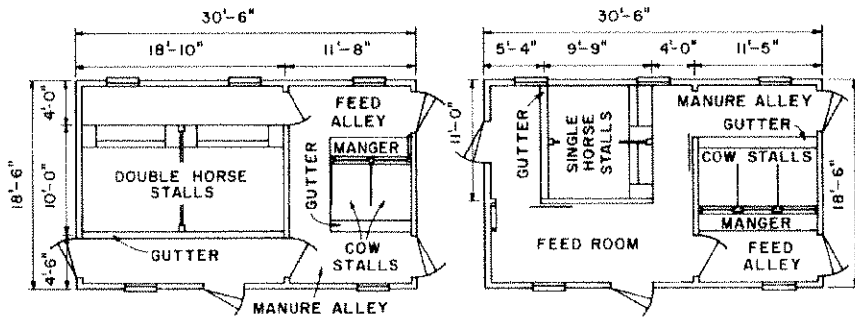 30'-6"
18'-10"
11'-8"
18'-6"
4'-0"
10'-0"
4'-6"
FEED
ALLEY
MANGER
GUTTER
DOUBLE HORSE
STALLS
GUTTER
COW
STALLS
MANURE ALLEY
30'-6"
5'-4"
9'-9"
4'-0"
11'-5"
11'-0"
18'-6"
GUTTER
SINGLE
HORSE
STALLS
MANURE ALLEY
GUTTER
COW STALLS
MANGER
FEED ROOM
FEED
ALLEY